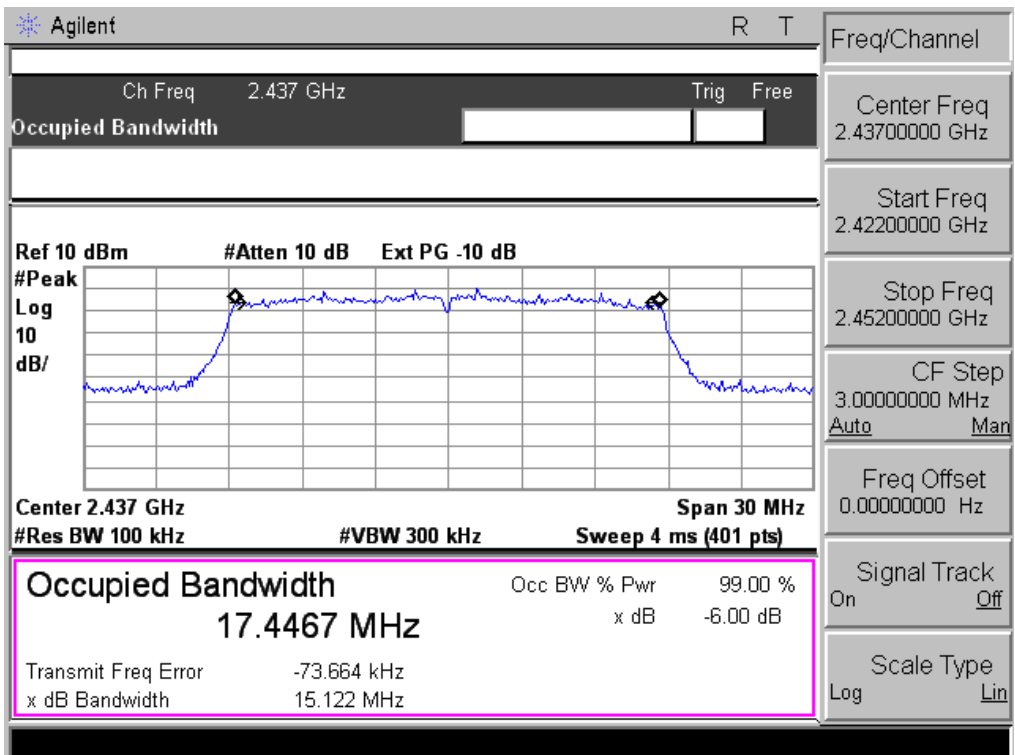 Agilent R T
Ch Freq 2.437 GHz Trig Free
Occupied Bandwidth
Ref 10 dBm #Atten 10 dB Ext PG -10 dB
#Peak
Log
10
dB/
Center 2.437 GHz Span 30 MHz
#Res BW 100 kHz #VBW 300 kHz Sweep 4 ms (401 pts)
Occupied Bandwidth Occ BW % Pwr 99.00 %
17.4467 MHz x dB -6.00 dB
Transmit Freq Error -73.664 kHz
x dB Bandwidth 15.122 MHz
Freq/Channel
Center Freq
2.43700000 GHz
Start Freq
2.42200000 GHz
Stop Freq
2.45200000 GHz
CF Step
3.00000000 MHz
Auto Man
Freq Offset
0.00000000 Hz
Signal Track
On Off
Scale Type
Log Lin